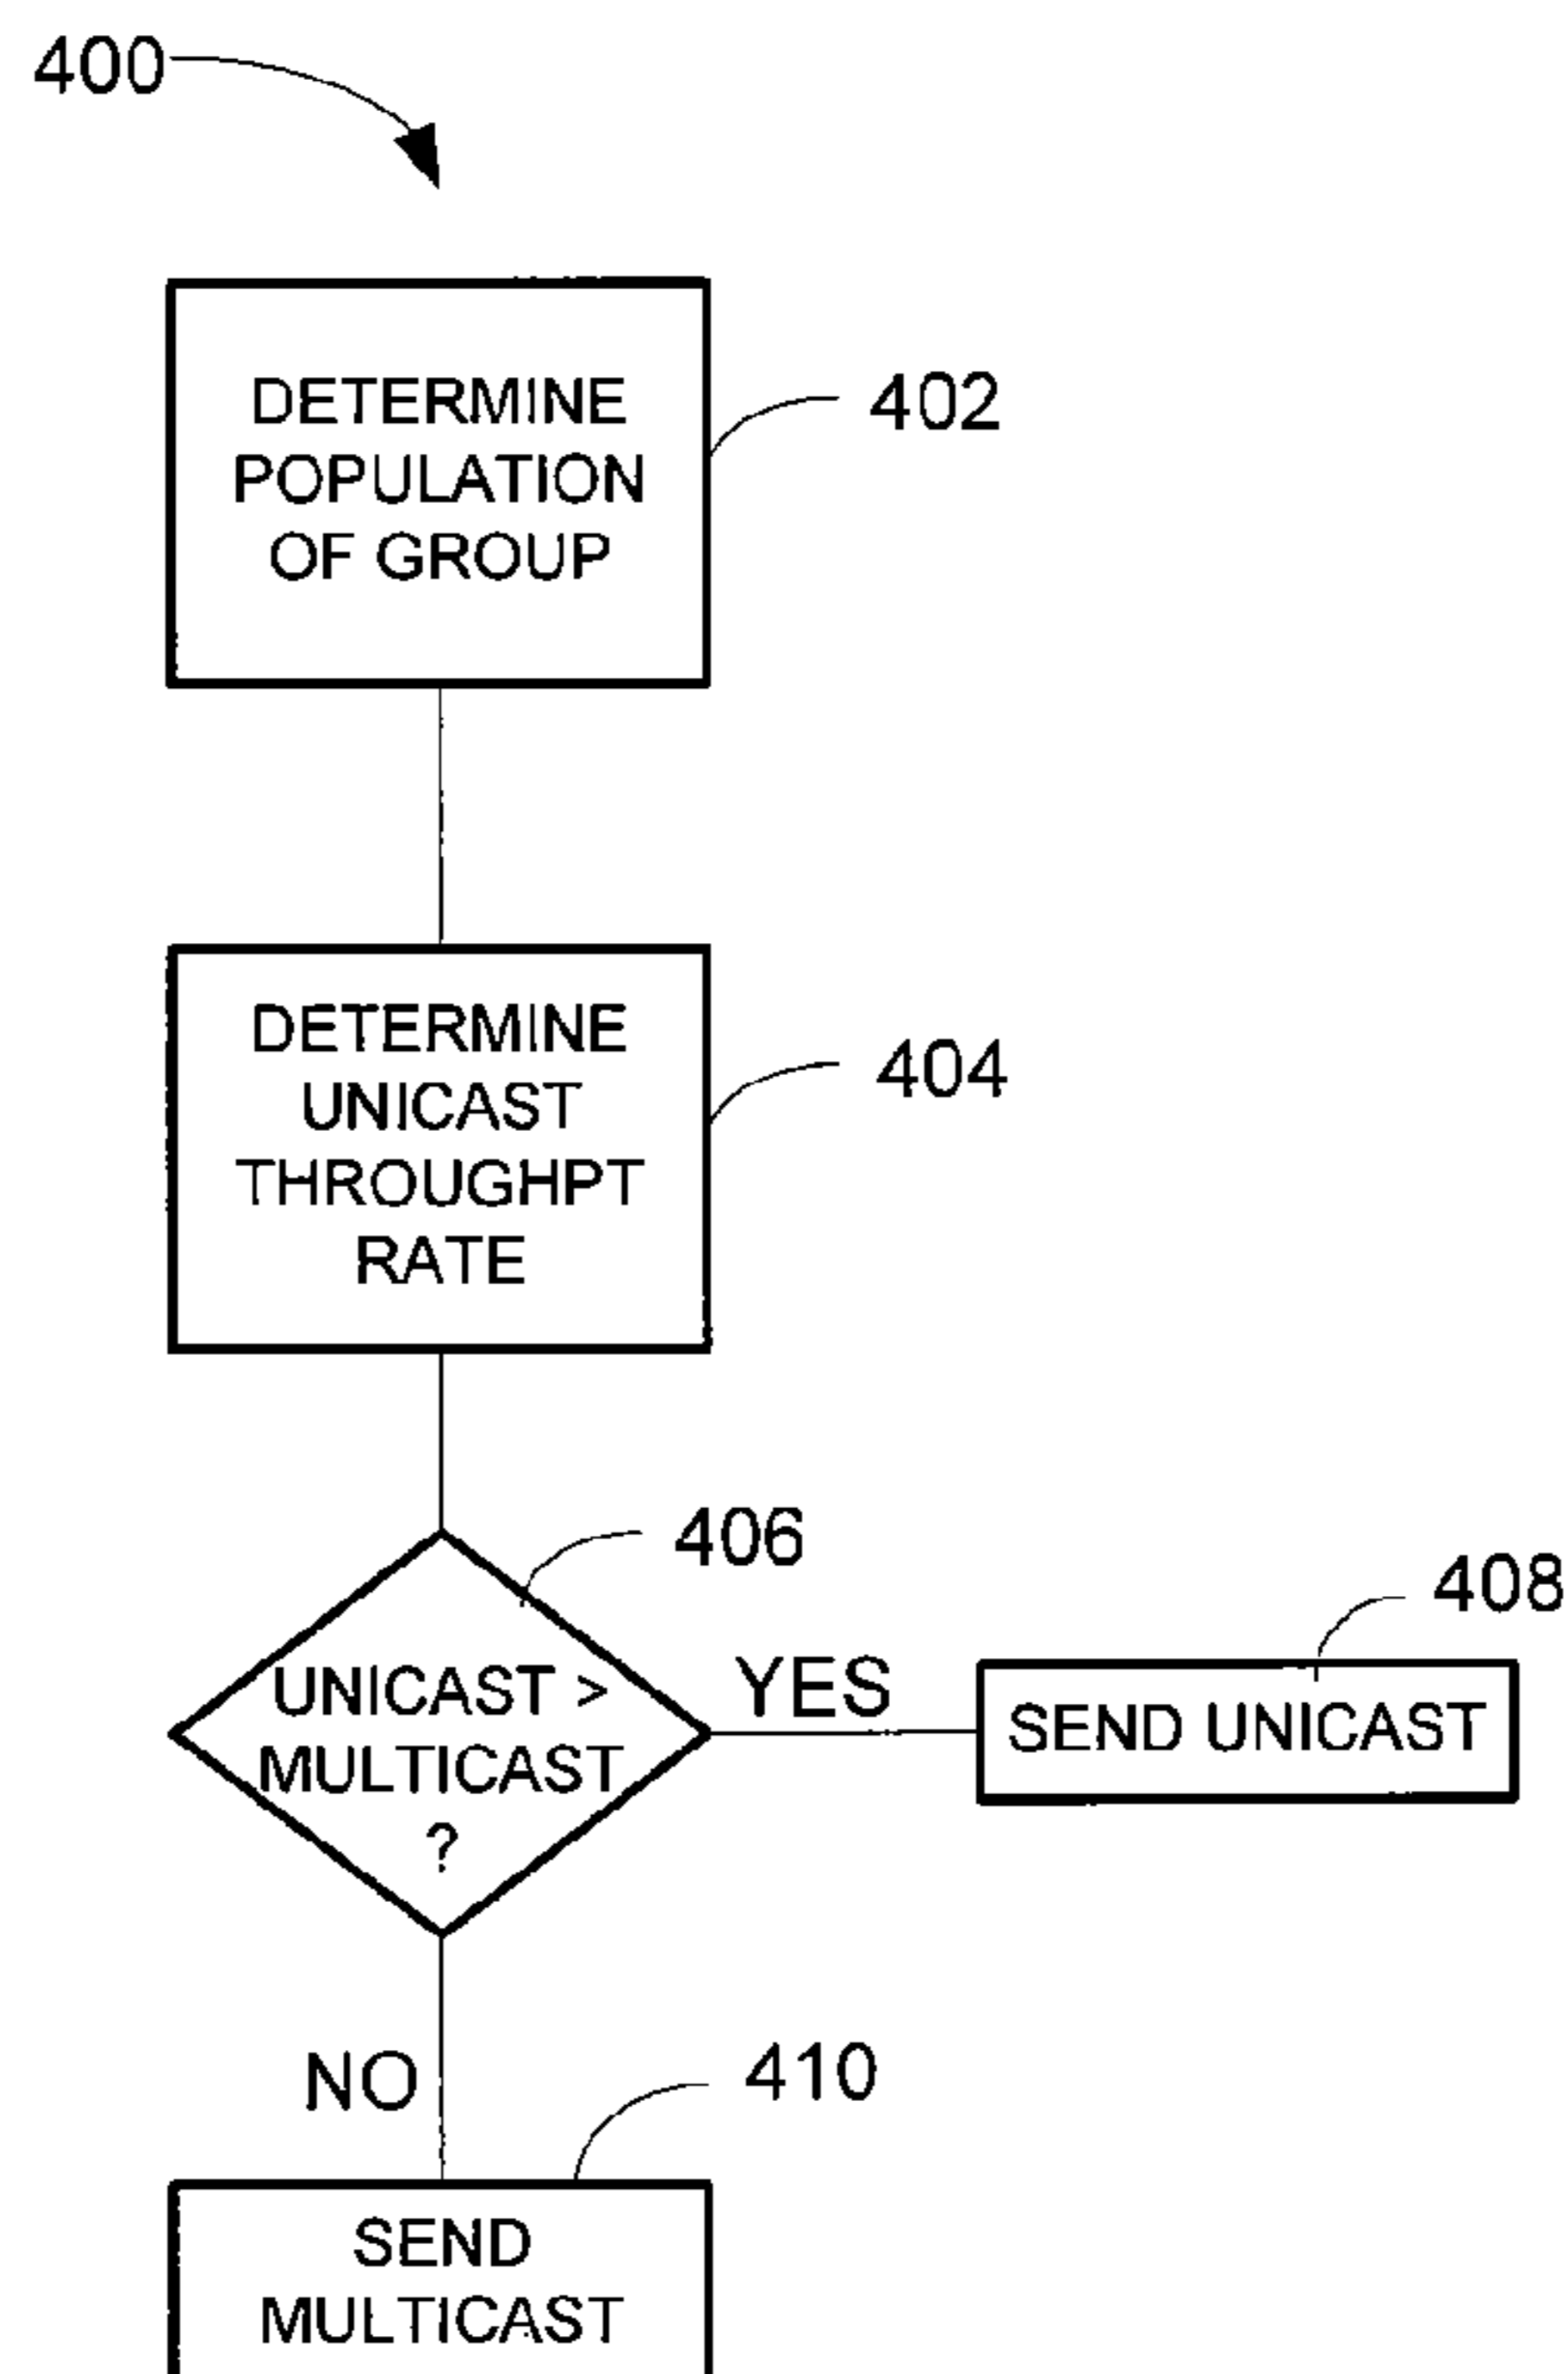 400
DETERMINE
POPULATION
OF GROUP
402
DETERMINE
UNICAST
THROUGHPT
RATE
404
406
UNICAST >
MULTICAST
?
YES
408
SEND UNICAST
NO
410
SEND
MULTICAST